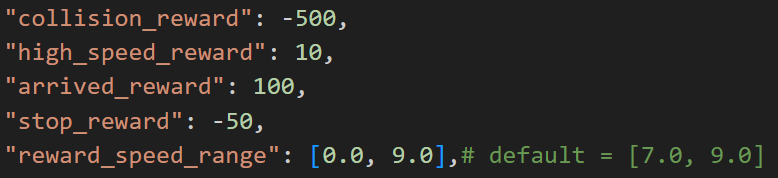 "collision_reward": -500,
"high_speed_reward": 10,
"arrived_reward": 100,
"stop_reward": -50,
"reward_speed_range": [0.0, 9.0],# default = [7.0, 9.0]